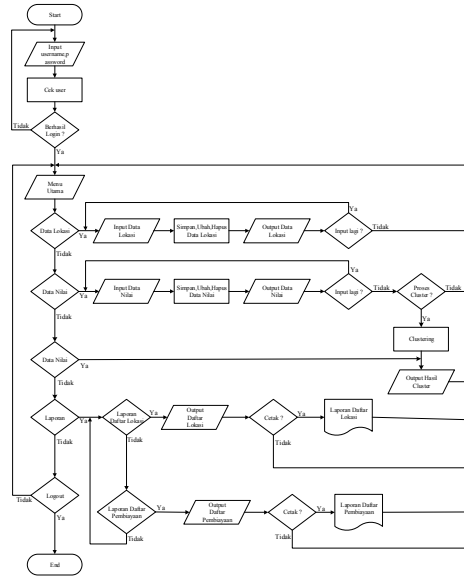 Start
Input
username,p
assword
Cek user
Berhasil
Login ?
Tidak
Ya
Menu
Utama
Data Lokasi
Ya
Input Data
Lokasi
Simpan,Ubah,Hapus
Data Lokasi
Output Data
Lokasi
Input lagi ?
Ya
Tidak
Tidak
Data Nilai
Ya
Input Data
Nilai
Simpan,Ubah,Hapus
Data Nilai
Output Data
Nilai
Input lagi ?
Ya
Tidak
Proses
Cluster ?
Tidak
Ya
Tidak
Clustering
Data Nilai
Ya
Output Hasil
Cluster
Tidak
Laporan
Ya
Laporan
Daftar Lokasi
Ya
Output
Daftar
Lokasi
Cetak ?
Ya
Laporan Daftar
Lokasi
Tidak
Tidak
Tidak
Logout
Tidak
Ya
Laporan Daftar
Pembiayaan
Ya
Output
Daftar
Pembiayaan
Cetak ?
Ya
Laporan Daftar
Pembiayaan
Tidak
Tidak
End